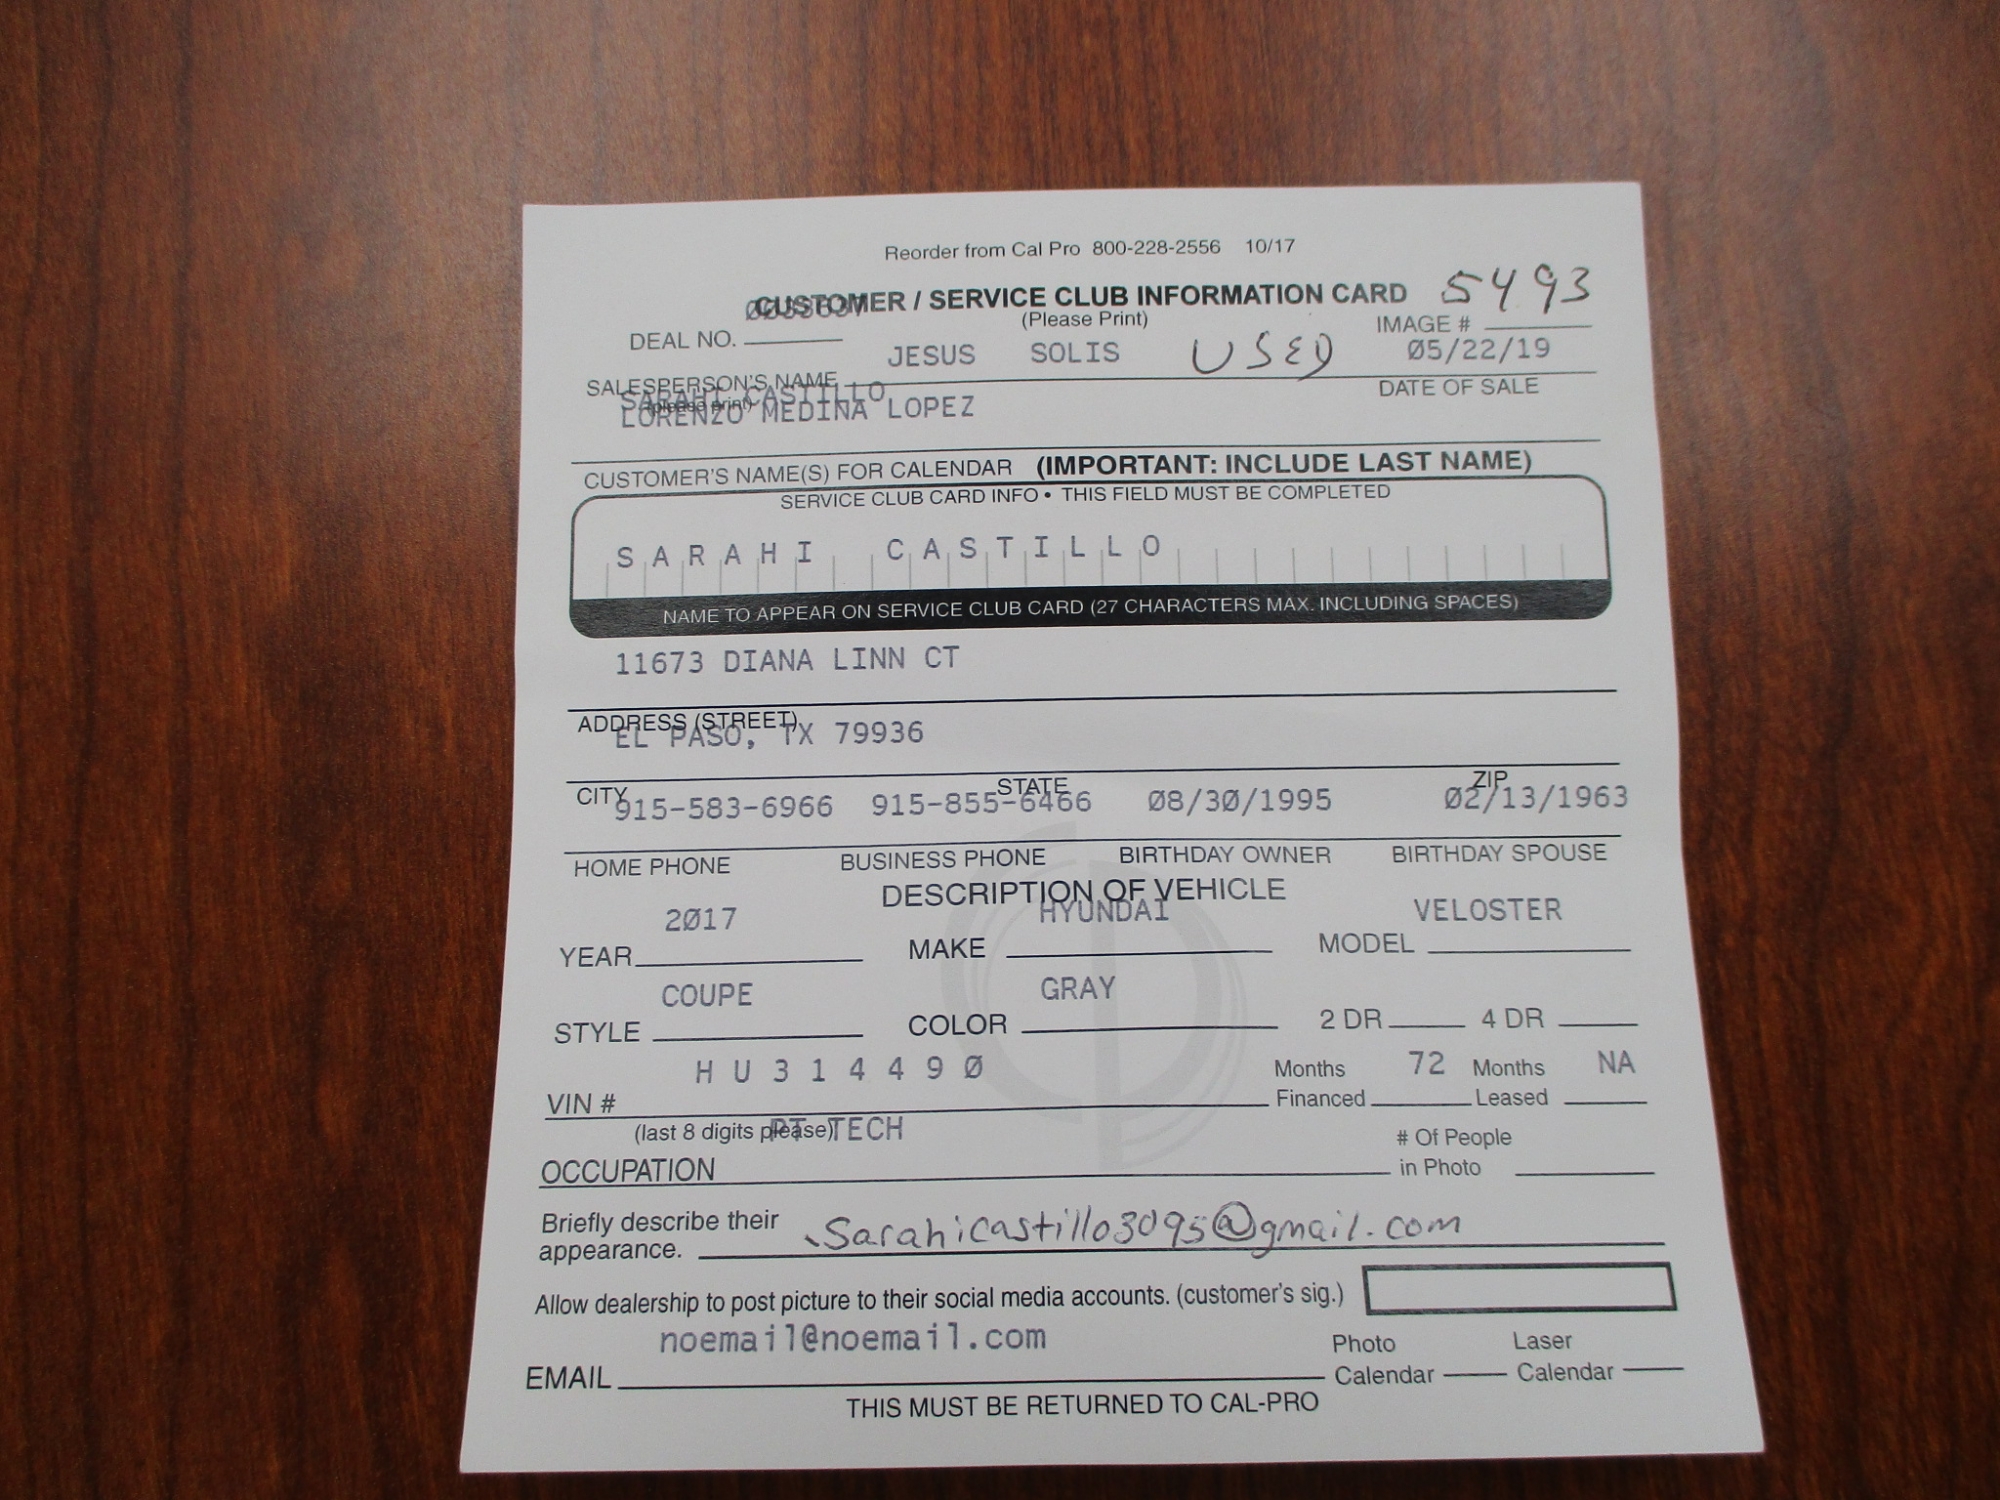 Reorder from Cal Pro 800-228-2556 10/17
CUSTOMER / SERVICE CLUB INFORMATION CARD 5493
(Please Print)
DEAL NO. IMAGE #
JESUS SOLIS USED 05/22/19
SALESPERSON'S NAME DATE OF SALE
(please print)
SARAHI CASTILLO
LORENZO MEDINA LOPEZ
CUSTOMER'S NAME(S) FOR CALENDAR (IMPORTANT: INCLUDE LAST NAME)
SERVICE CLUB CARD INFO • THIS FIELD MUST BE COMPLETED
SARAHI CASTILLO
NAME TO APPEAR ON SERVICE CLUB CARD (27 CHARACTERS MAX. INCLUDING SPACES)
11673 DIANA LINN CT
ADDRESS (STREET)
EL PASO, TX 79936
CITY STATE ZIP
915-583-6966 915-855-6466 08/30/1995 02/13/1963
HOME PHONE BUSINESS PHONE BIRTHDAY OWNER BIRTHDAY SPOUSE
DESCRIPTION OF VEHICLE
2017 HYUNDAI VELOSTER
YEAR MAKE MODEL
COUPE GRAY
STYLE COLOR 2 DR 4 DR
HU314490 Months 72 Months NA
VIN # Financed Leased
(last 8 digits please) PT TECH
# Of People
OCCUPATION in Photo
Briefly describe their
appearance. Sarahicastillo3095@gmail.com
Allow dealership to post picture to their social media accounts. (customer's sig.)
noemail@noemail.com Photo Laser
EMAIL Calendar Calendar
THIS MUST BE RETURNED TO CAL-PRO